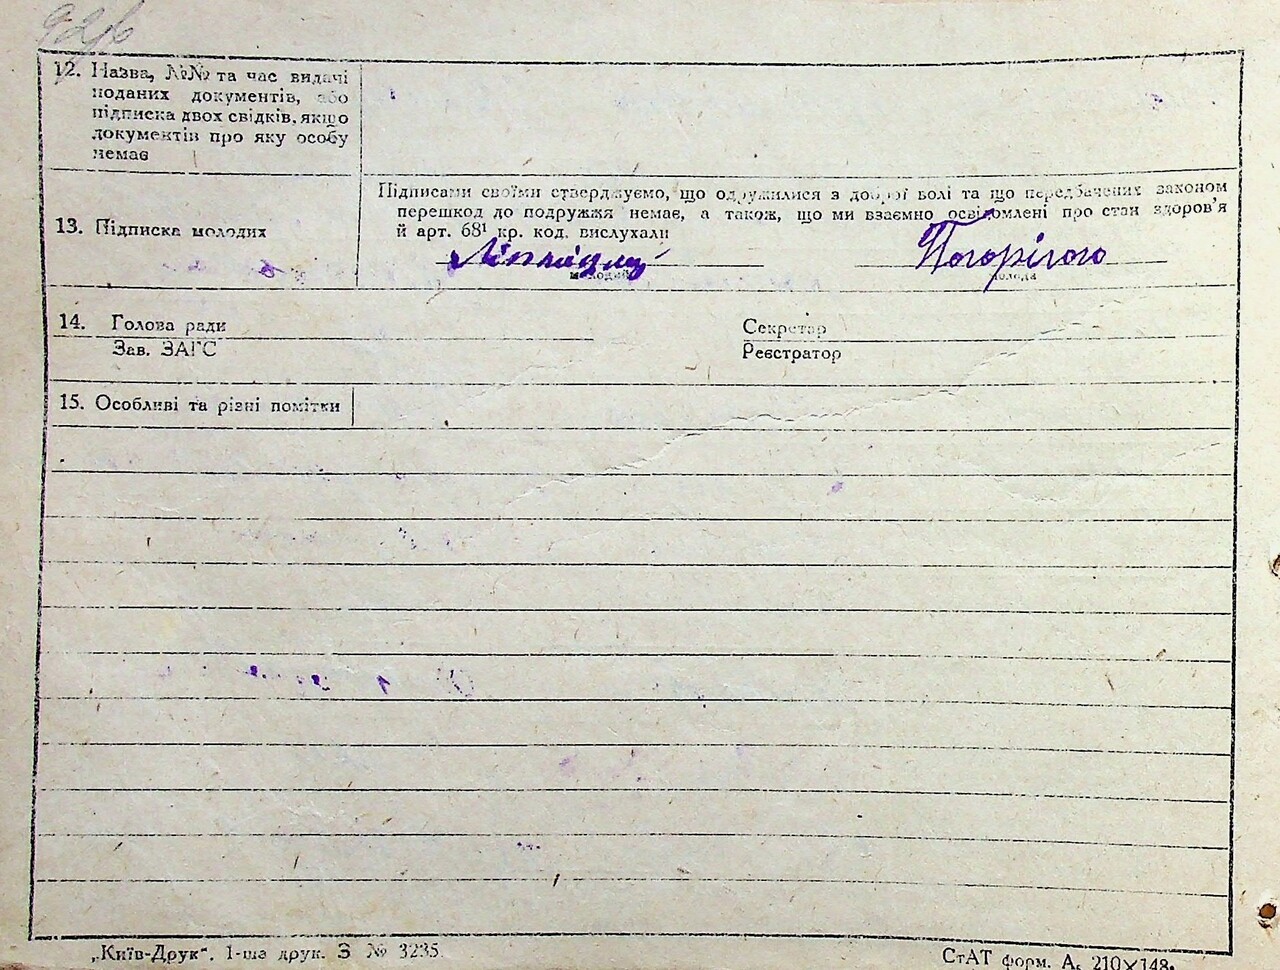 12. Назва, №№ та час видачі
поданих документів, або
підписка двох свідків, якщо
документів про яку особу
немає
Підписами своїми стверджуємо, що одружилися з доброї волі та що передбачених законом
перешкод до подружжя немає, а також, що ми взаємно освідомлені про стан здоров'я
й арт. 68¹ кр. код. вислухали
13. Підписка молодих
молодий
молода
14. Голова ради Секретар
Зав. ЗАГС Реєстратор
15. Особливі та різні помітки
„Київ-Друк". 1-ша друк. З № 3235.
СтАТ форм. А₅ 210×148.